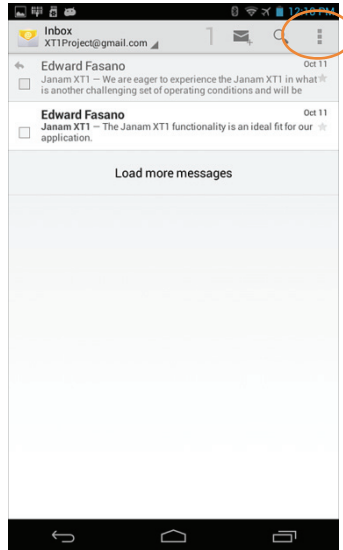 12:18 PM
Inbox
XT1Project@gmail.com
1
Edward Fasano
Oct 11
Janam XT1 — We are eager to experience the Janam XT1 in what
is another challenging set of operating conditions and will be
Edward Fasano
Oct 11
Janam XT1 — The Janam XT1 functionality is an ideal fit for our
application.
Load more messages